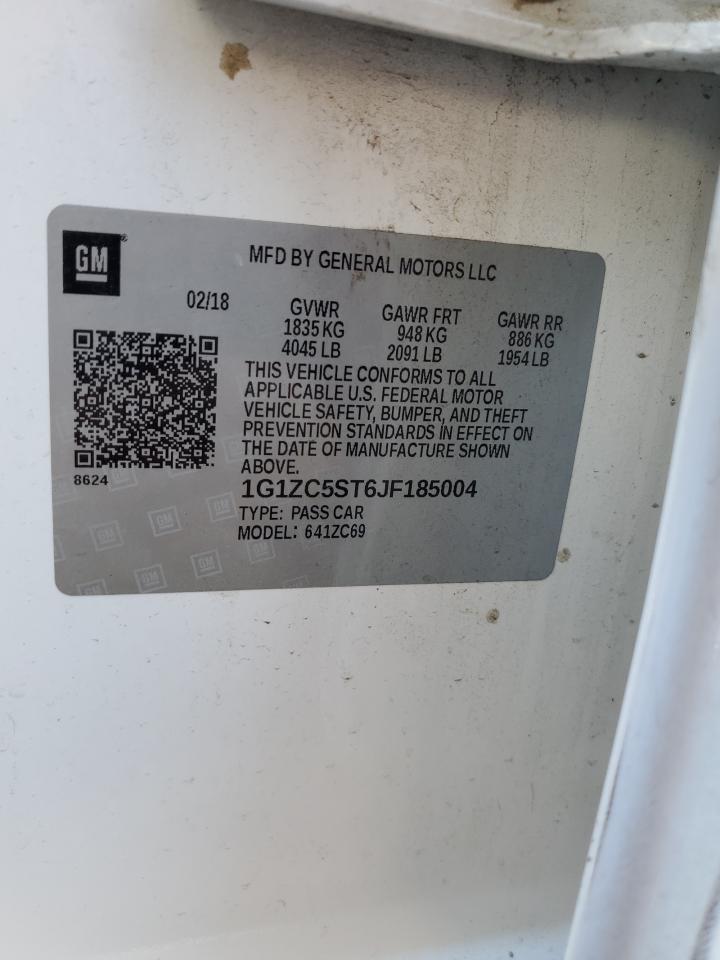 GM
MFD BY GENERAL MOTORS LLC
02/18
GVWR GAWR FRT GAWR RR
1835 KG 948 KG 886 KG
4045 LB 2091 LB 1954 LB
THIS VEHICLE CONFORMS TO ALL
APPLICABLE U.S. FEDERAL MOTOR
VEHICLE SAFETY, BUMPER, AND THEFT
PREVENTION STANDARDS IN EFFECT ON
THE DATE OF MANUFACTURE SHOWN
ABOVE.
8624
1G1ZC5ST6JF185004
TYPE: PASS CAR
MODEL: 641ZC69